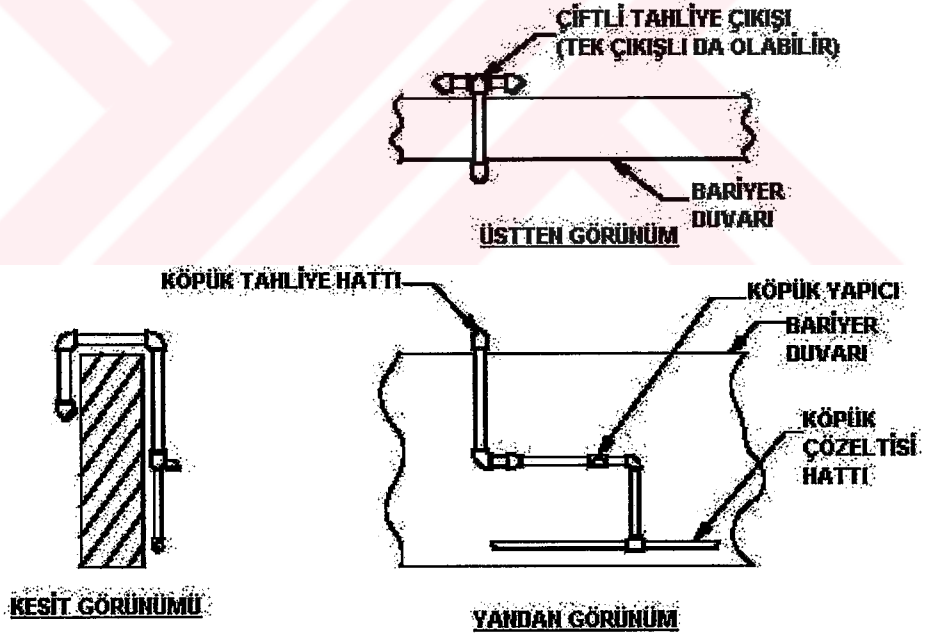 ÇİFTLİ TAHLİYE ÇIKIŞI
(TEK ÇIKIŞLI DA OLABİLİR)
BARİYER
DUVARI
ÜSTTEN GÖRÜNÜM
KÖPÜK TAHLİYE HATTI
KÖPÜK YAPICI
BARİYER
DUVARI
KÖPÜK
ÇÖZELTİSİ
HATTI
KESİT GÖRÜNÜMÜ
YANDAN GÖRÜNÜM